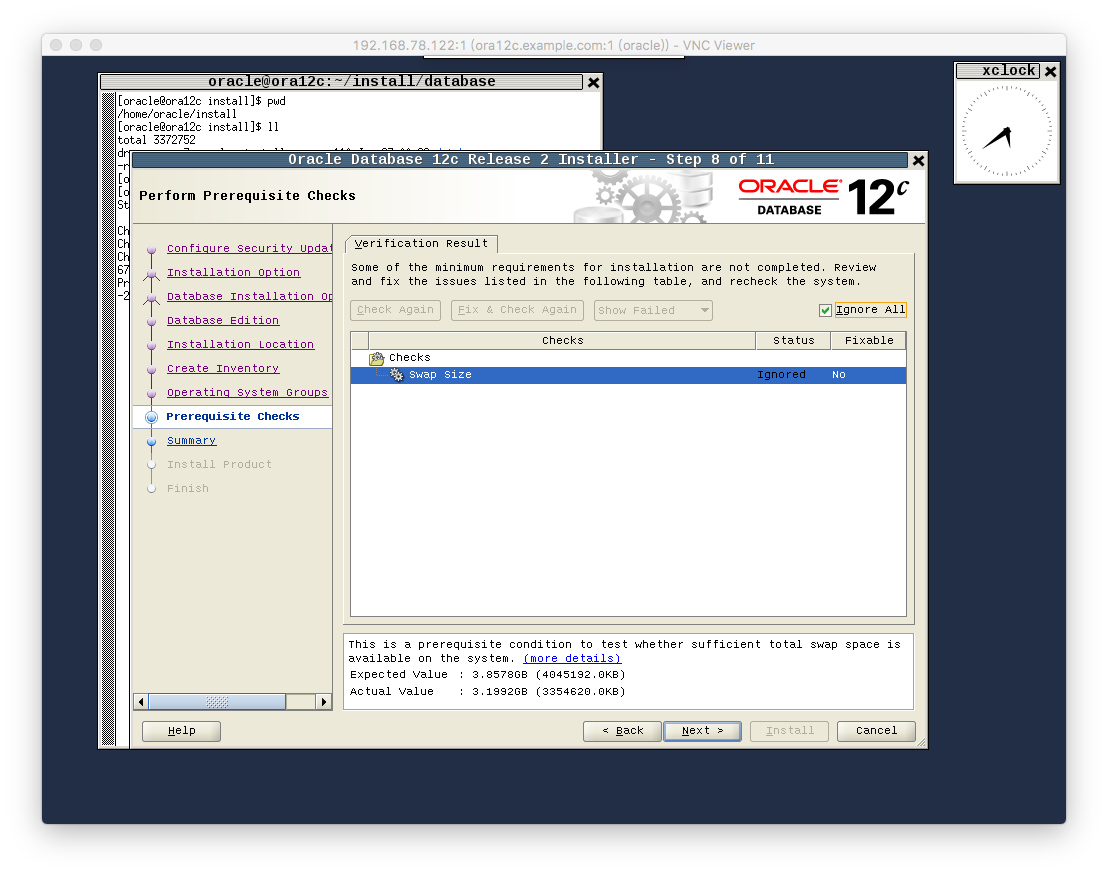 192.168.78.122:1 (ora12c.example.com:1 (oracle)) - VNC Viewer
oracle@ora12c:~/install/database
xclock
[oracle@ora12c install]$ pwd
/home/oracle/install
[oracle@ora12c install]$ ll
total 3372752
Oracle Database 12c Release 2 Installer - Step 8 of 11
Perform Prerequisite Checks
ORACLE
DATABASE
12c
Configure Security Updat
Installation Option
Database Installation Op
Database Edition
Installation Location
Create Inventory
Operating System Groups
Prerequisite Checks
Summary
Install Product
Finish
Verification Result
Some of the minimum requirements for installation are not completed. Review
and fix the issues listed in the following table, and recheck the system.
Check Again
Fix & Check Again
Show Failed
Ignore All
Checks Status Fixable
Checks
Swap Size Ignored No
This is a prerequisite condition to test whether sufficient total swap space is
available on the system. (more details)
Expected Value : 3.8578GB (4045192.0KB)
Actual Value : 3.1992GB (3354620.0KB)
Help
< Back
Next >
Install
Cancel